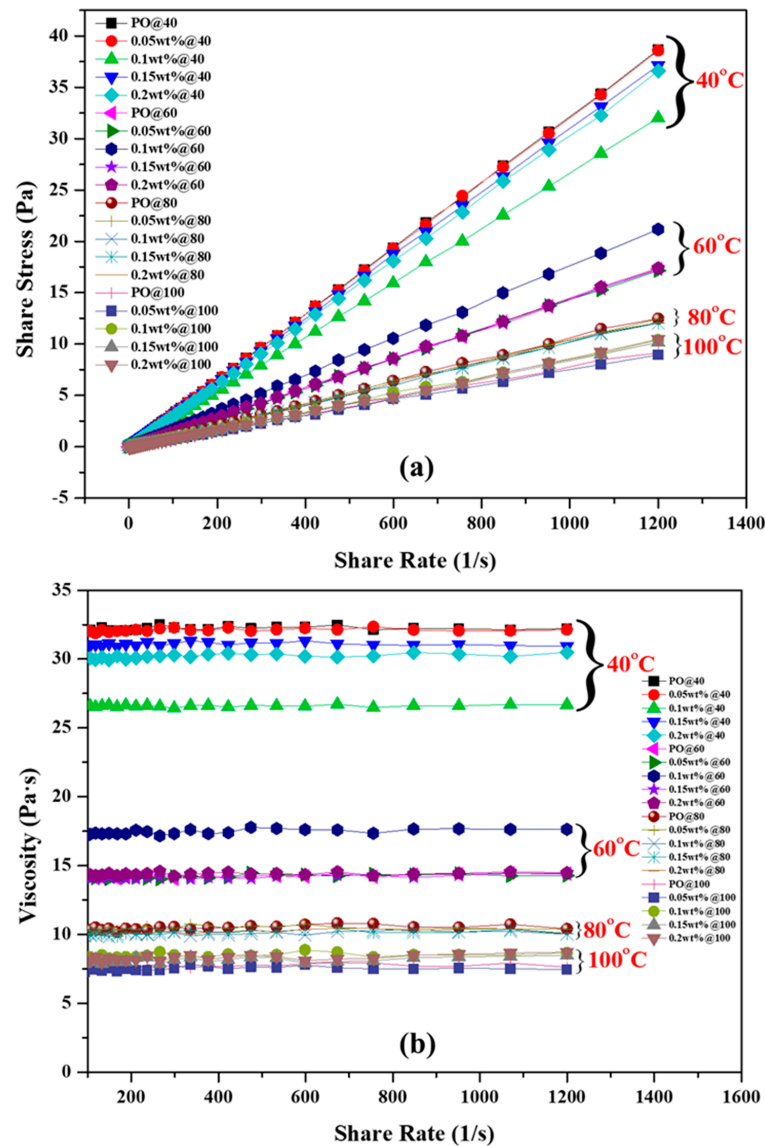 PO@40
0.05wt%@40
0.1wt%@40
0.15wt%@40
0.2wt%@40
PO@60
0.05wt%@60
0.1wt%@60
0.15wt%@60
0.2wt%@60
PO@80
0.05wt%@80
0.1wt%@80
0.15wt%@80
0.2wt%@80
PO@100
0.05wt%@100
0.1wt%@100
0.15wt%@100
0.2wt%@100
40°C
60°C
80°C
100°C
40
35
30
25
20
15
10
5
0
-5
Share Stress (Pa)
(a)
0 200 400 600 800 1000 1200 1400
Share Rate (1/s)
35
30
25
20
15
10
5
0
Viscosity (Pa·s)
40°C
60°C
80°C
100°C
PO@40
0.05wt%@40
0.1wt%@40
0.15wt%@40
0.2wt%@40
PO@60
0.05wt%@60
0.1wt%@60
0.15wt%@60
0.2wt%@60
PO@80
0.05wt%@80
0.1wt%@80
0.15wt%@80
0.2wt%@80
PO@100
0.05wt%@100
0.1wt%@100
0.15wt%@100
0.2wt%@100
(b)
200 400 600 800 1000 1200 1400 1600
Share Rate (1/s)